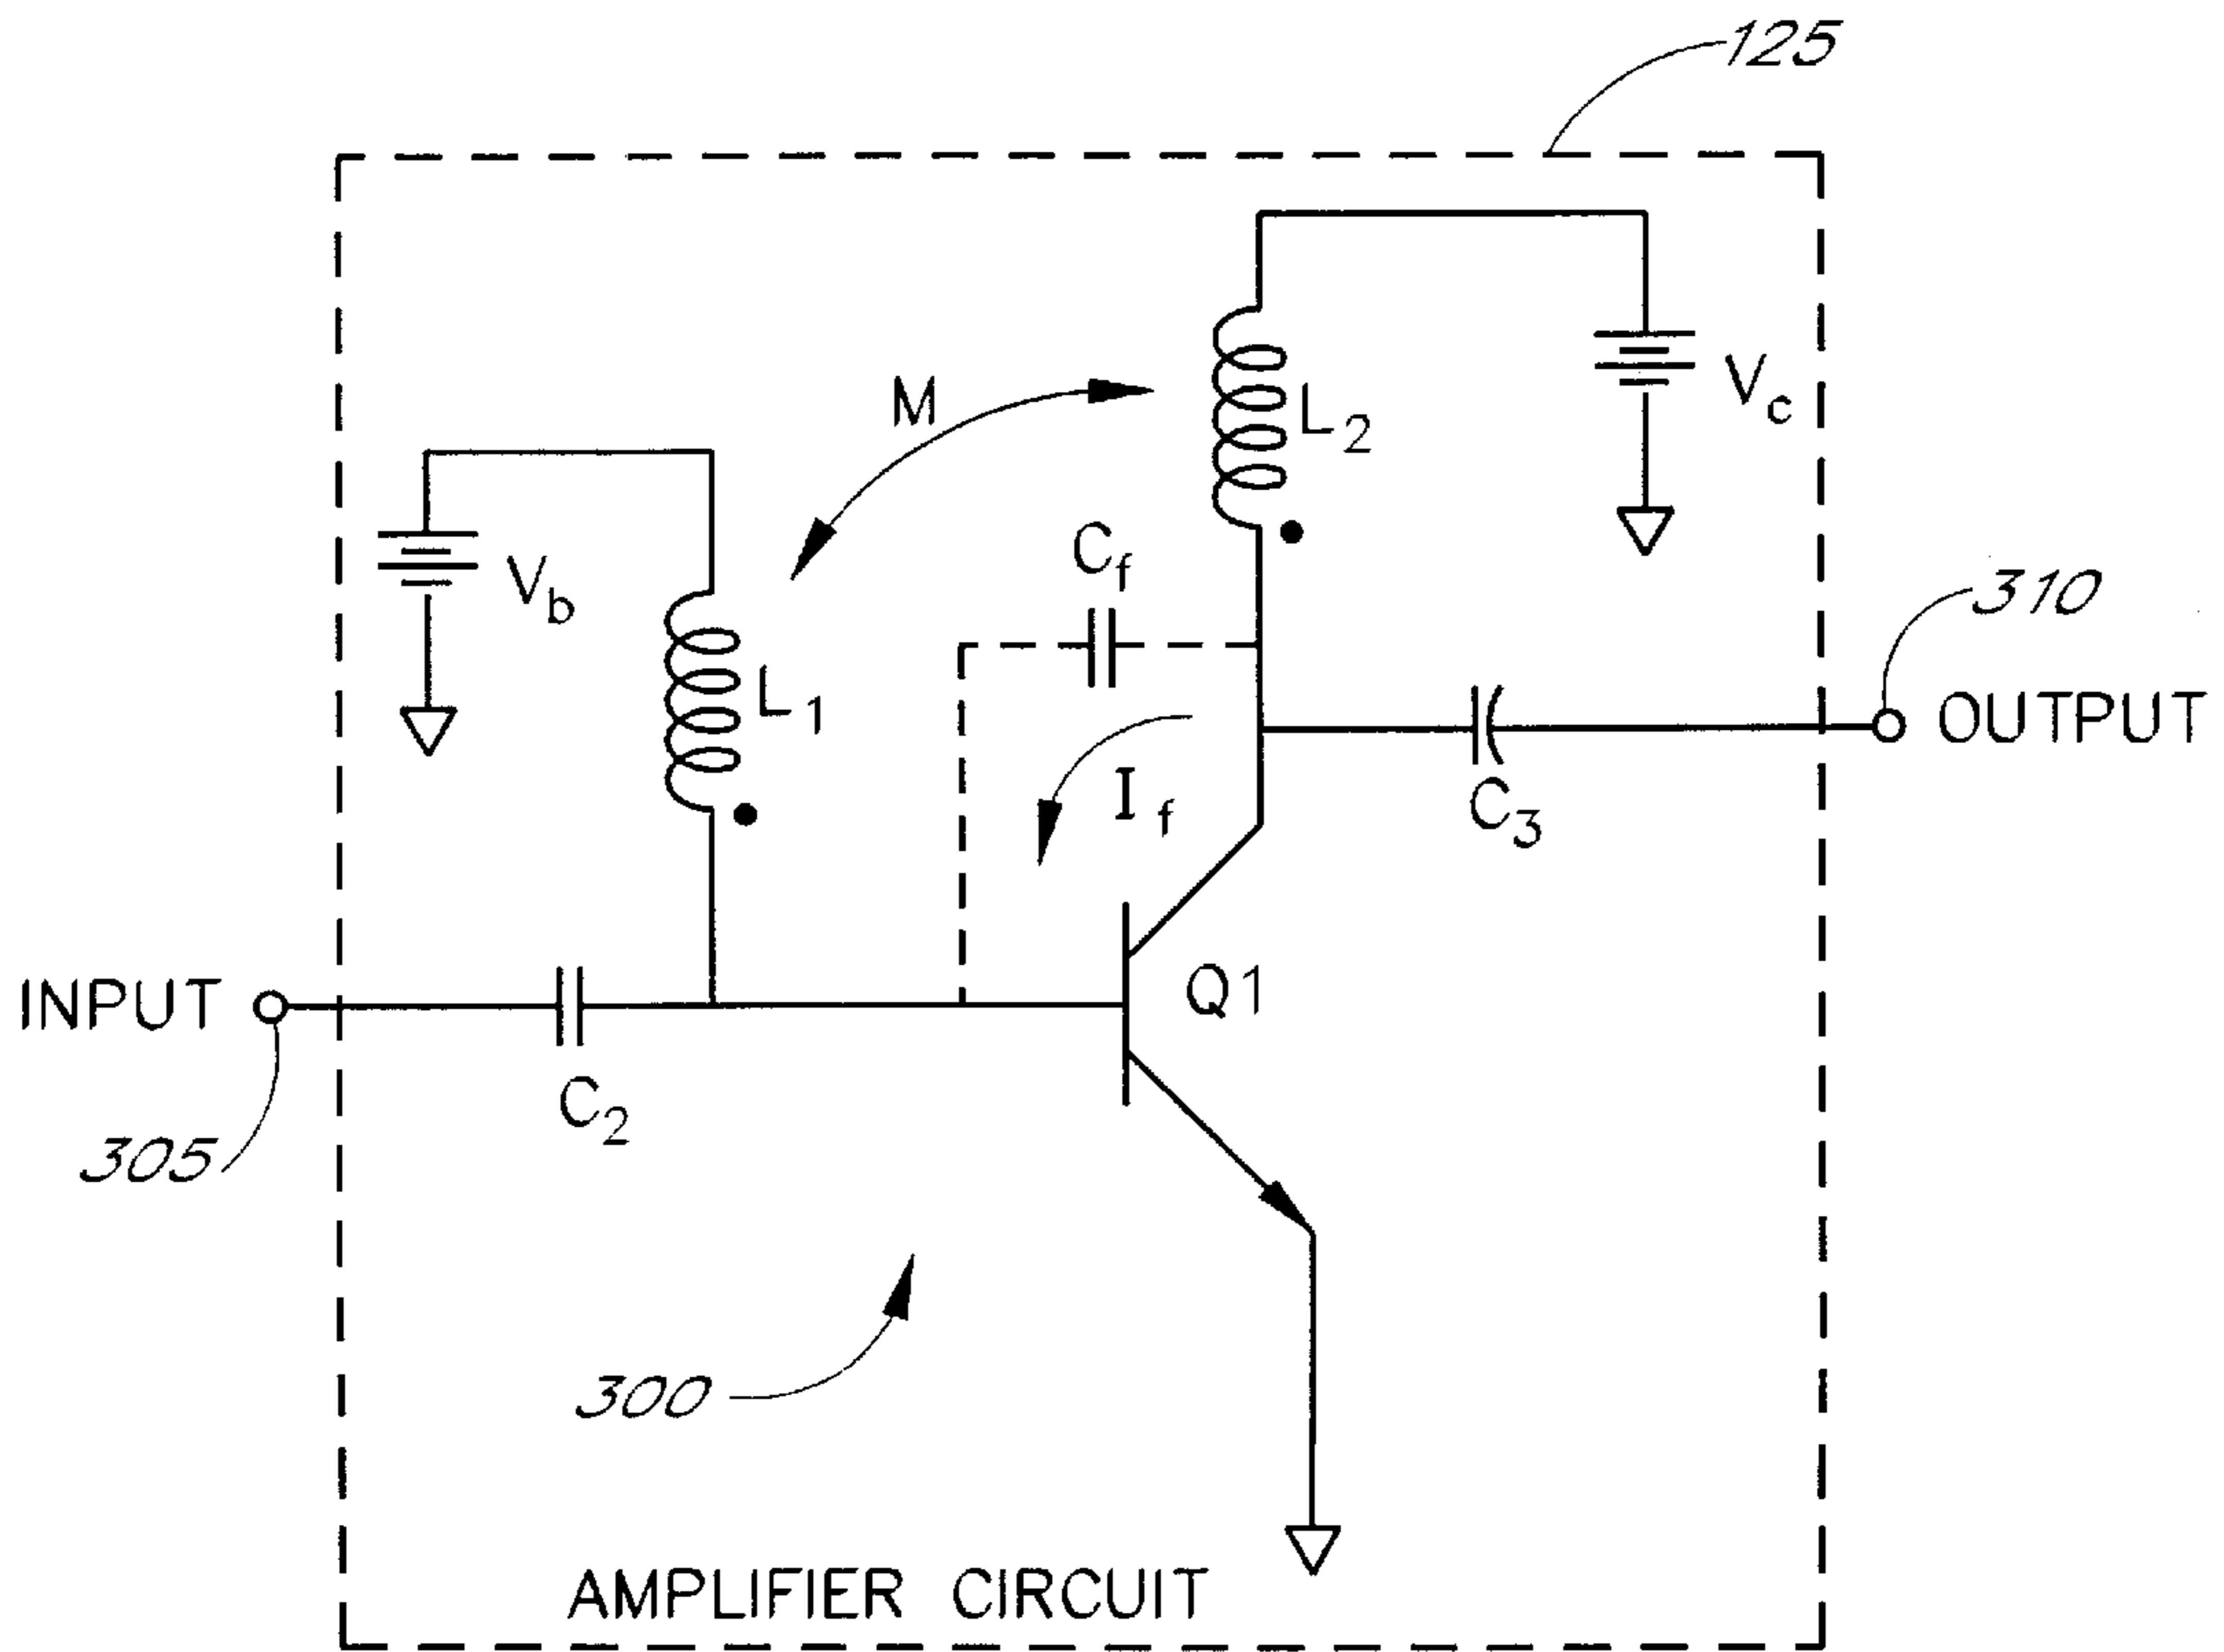 125
M
L2
Vc
Cf
Vb
310
L1
OUTPUT
If
C3
INPUT
Q1
C2
305
300
AMPLIFIER CIRCUIT